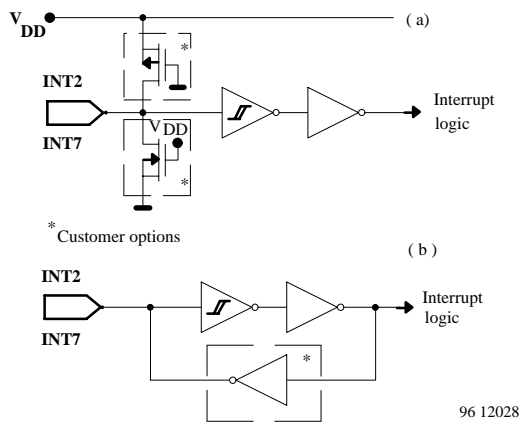 V DD
( a )
*
INT2
INT7
Interrupt
logic
V DD
*
* Customer options
( b )
INT2
INT7
Interrupt
logic
*
96 12028